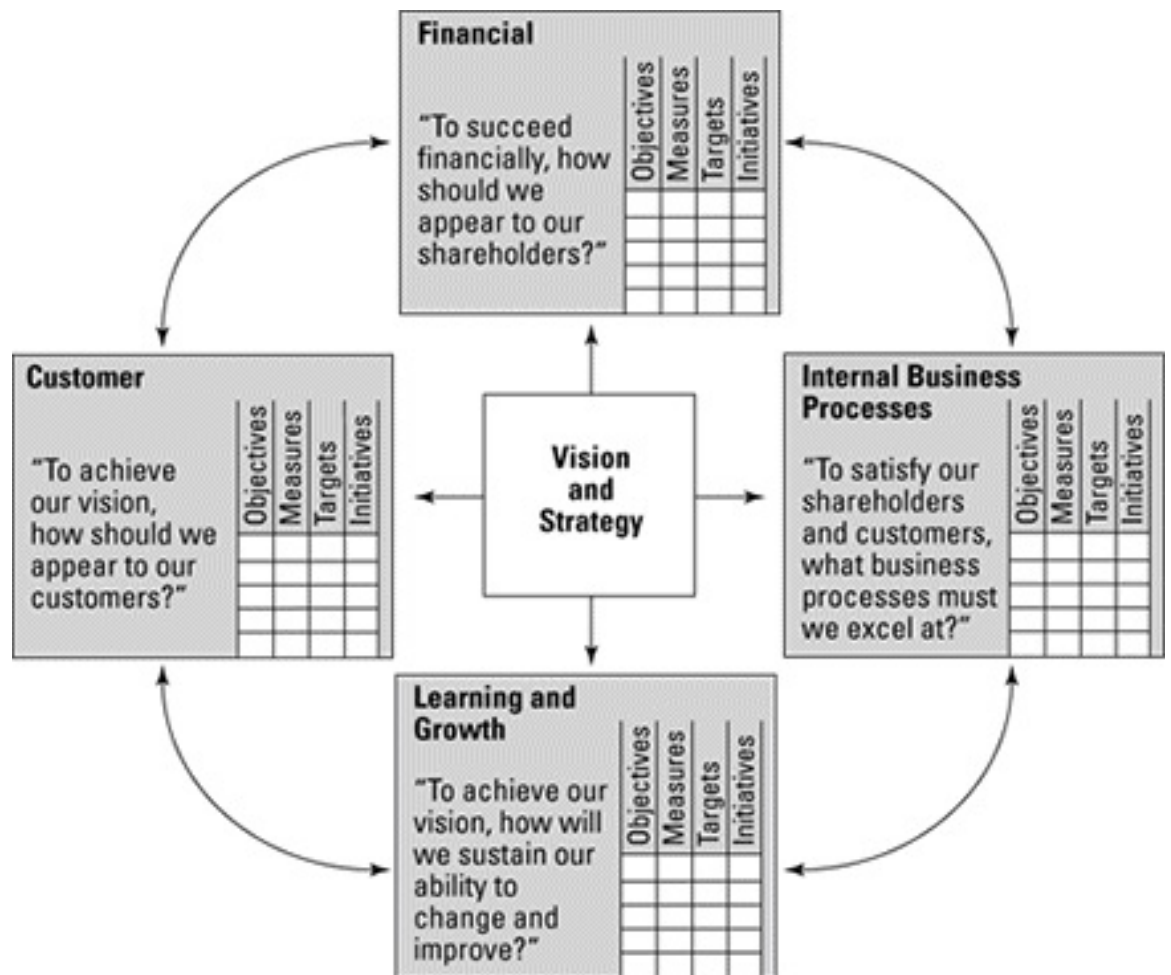 Financial
"To succeed
financially, how
should we
appear to our
shareholders?"
Objectives
Measures
Targets
Initiatives
Customer
"To achieve
our vision,
how should we
appear to our
customers?"
Objectives
Measures
Targets
Initiatives
Vision
and
Strategy
Internal Business
Processes
"To satisfy our
shareholders
and customers,
what business
processes must
we excel at?"
Objectives
Measures
Targets
Initiatives
Learning and
Growth
"To achieve our
vision, how will
we sustain our
ability to
change and
improve?"
Objectives
Measures
Targets
Initiatives